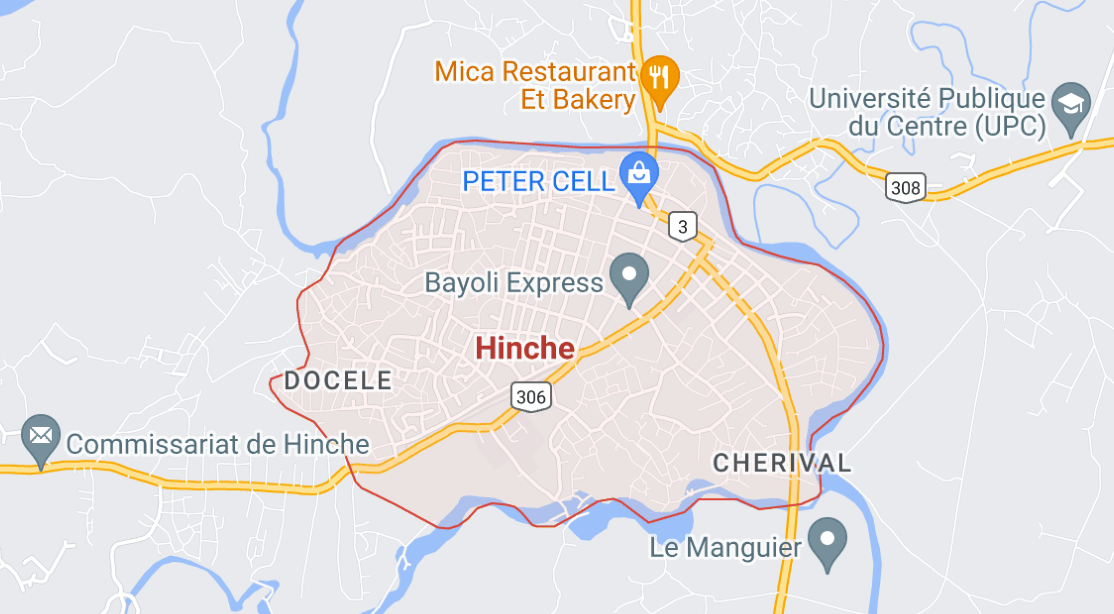 Mica Restaurant
Et Bakery
Université Publique
du Centre (UPC)
PETER CELL
308
3
Bayoli Express
Hinche
DOCELE
306
Commissariat de Hinche
CHERIVAL
Le Manguier